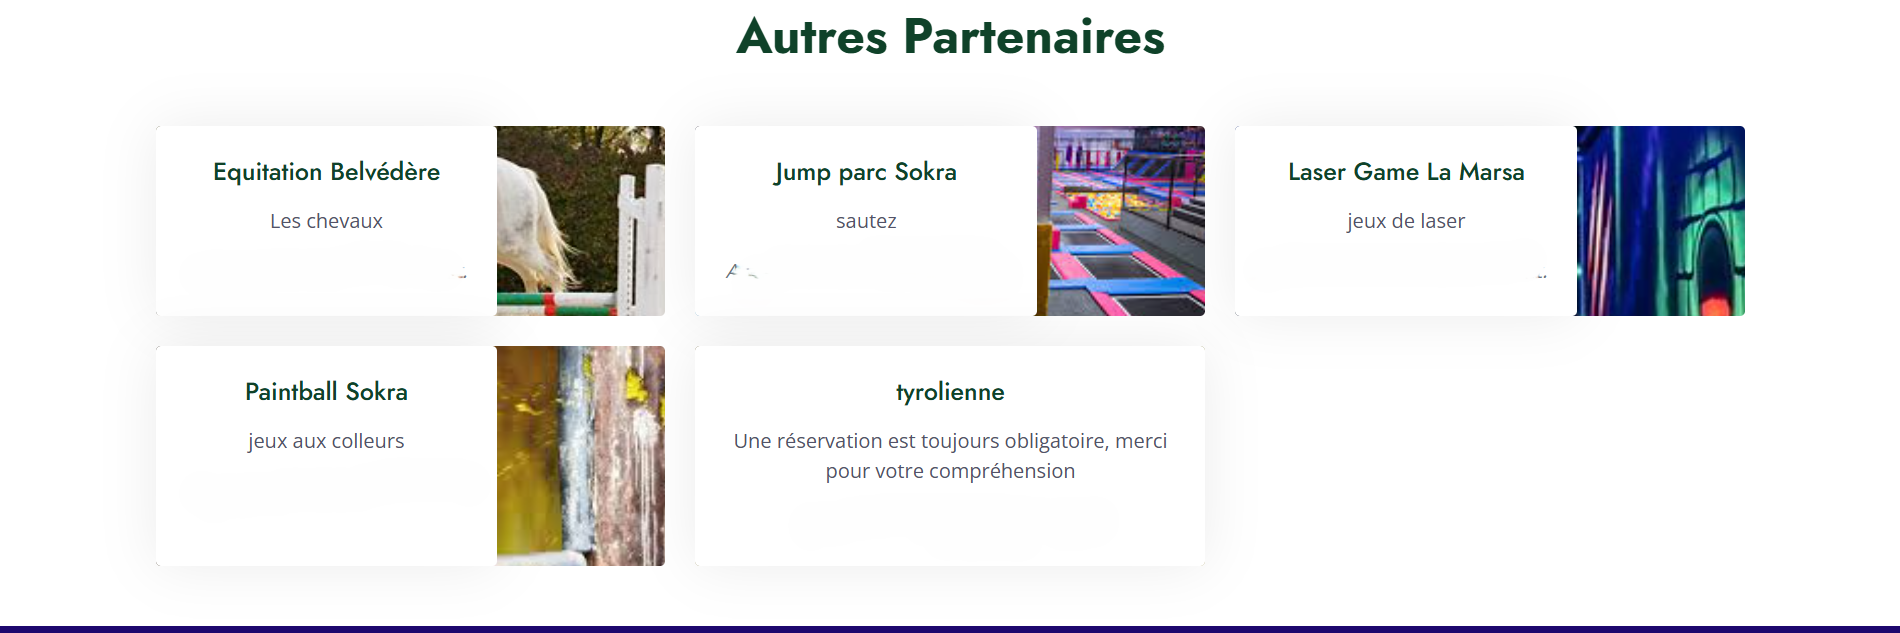 Autres Partenaires
Equitation Belvédère
Les chevaux
Jump parc Sokra
sautez
Laser Game La Marsa
jeux de laser
Paintball Sokra
jeux aux colleurs
tyrolienne
Une réservation est toujours obligatoire, merci
pour votre compréhension